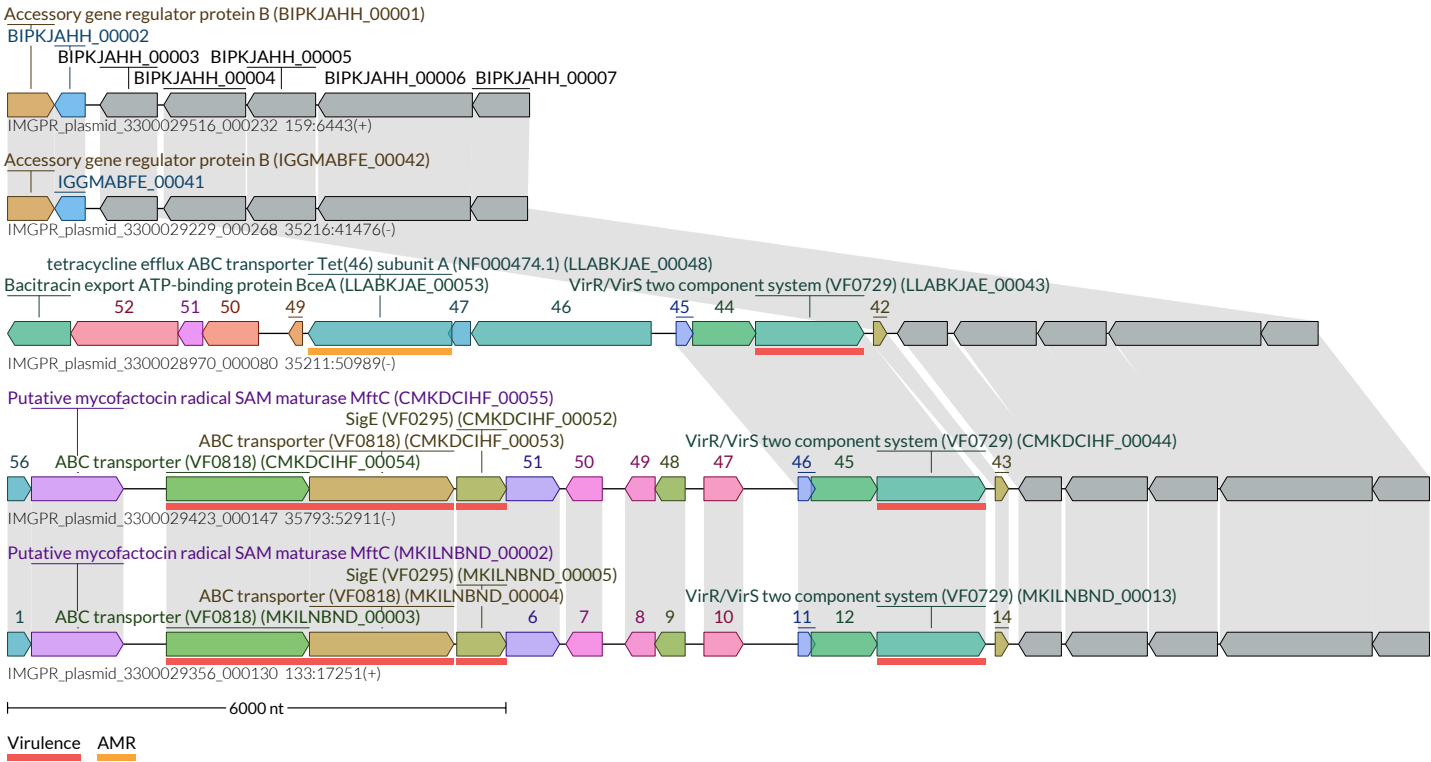 Accessory gene regulator protein B (BIPKJAHH_00001)
BIPKJAHH_00002
BIPKJAHH_00003 BIPKJAHH_00005
BIPKJAHH_00004 BIPKJAHH_00006 BIPKJAHH_00007
IMGPR_plasmid_3300029516_000232 159:6443(+)
Accessory gene regulator protein B (IGGMABFE_00042)
IGGMABFE_00041
IMGPR_plasmid_3300029229_000268 35216:41476(-)
tetracycline efflux ABC transporter Tet(46) subunit A (NF000474.1) (LLABKJAE_00048)
Bacitracin export ATP-binding protein BceA (LLABKJAE_00053) VirR/VirS two component system (VF0729) (LLABKJAE_00043)
52 51 50 49 47 46 45 44 42
IMGPR_plasmid_3300028970_000080 35211:50989(-)
Putative mycofactocin radical SAM maturase MftC (CMKDCIHF_00055)
SigE (VF0295) (CMKDCIHF_00052)
ABC transporter (VF0818) (CMKDCIHF_00053) VirR/VirS two component system (VF0729) (CMKDCIHF_00044)
56 ABC transporter (VF0818) (CMKDCIHF_00054) 51 50 49 48 47 46 45 43
IMGPR_plasmid_3300029423_000147 35793:52911(-)
Putative mycofactocin radical SAM maturase MftC (MKILNBND_00002)
SigE (VF0295) (MKILNBND_00005)
ABC transporter (VF0818) (MKILNBND_00004) VirR/VirS two component system (VF0729) (MKILNBND_00013)
1 ABC transporter (VF0818) (MKILNBND_00003) 6 7 8 9 10 11 12 14
IMGPR_plasmid_3300029356_000130 133:17251(+)
6000 nt
Virulence AMR